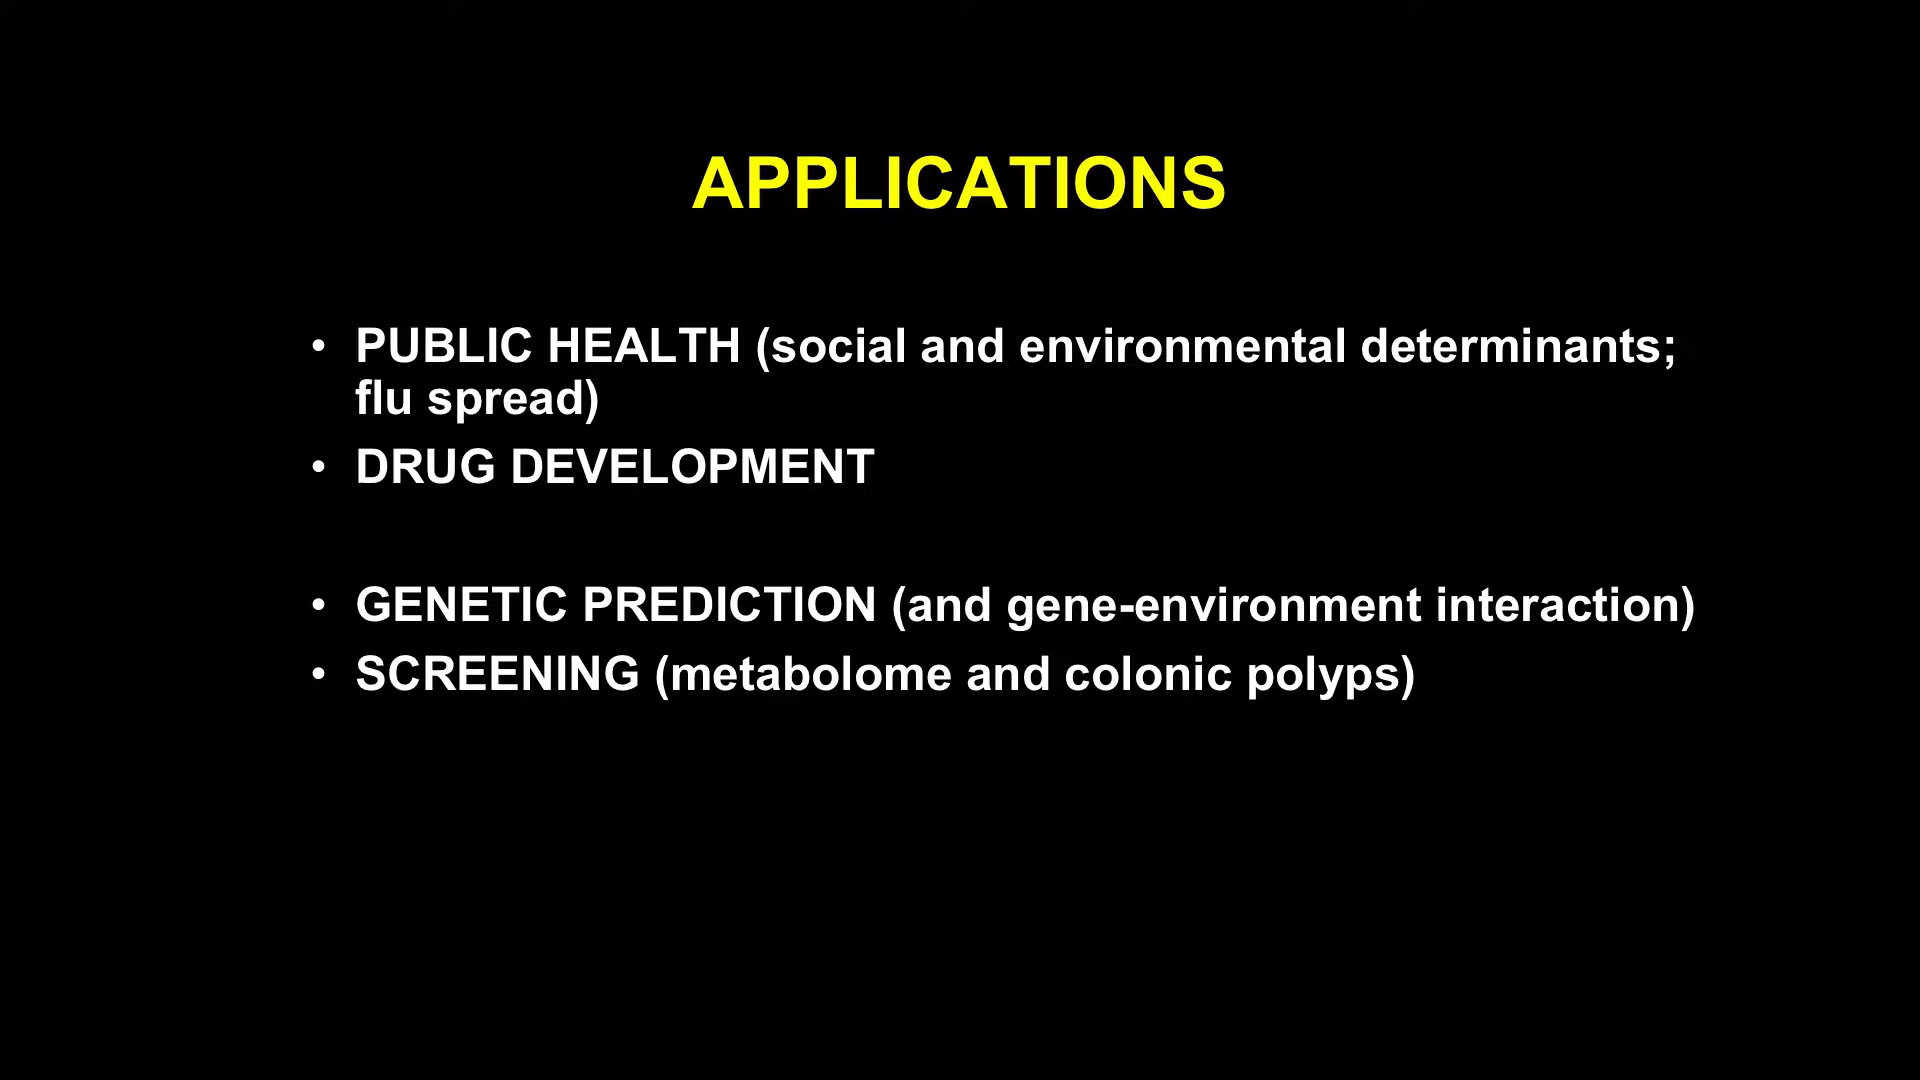 APPLICATIONS
• PUBLIC HEALTH (social and environmental determinants;
flu spread)
• DRUG DEVELOPMENT
• GENETIC PREDICTION (and gene-environment interaction)
• SCREENING (metabolome and colonic polyps)